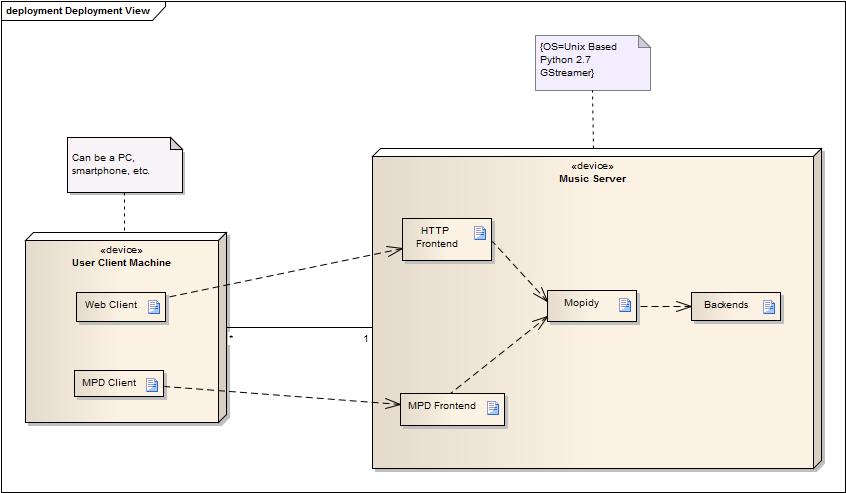 deployment Deployment View
{OS=Unix Based
Python 2.7
GStreamer}
Can be a PC,
smartphone, etc.
«device»
Music Server
«device»
User Client Machine
HTTP
Frontend
Web Client
Mopidy
Backends
*
1
MPD Client
MPD Frontend